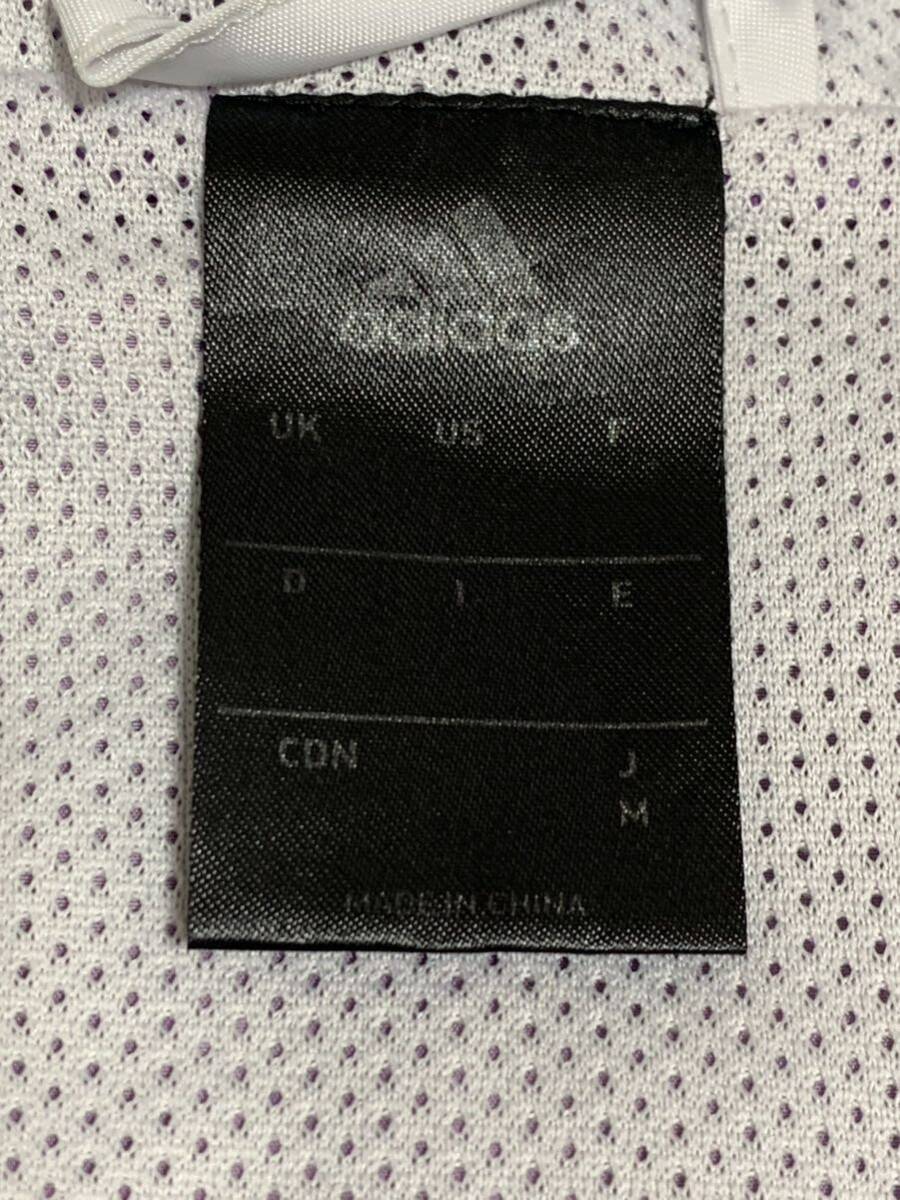 adidas
UK US F
D I E
CDN J
M
MADE IN CHINA